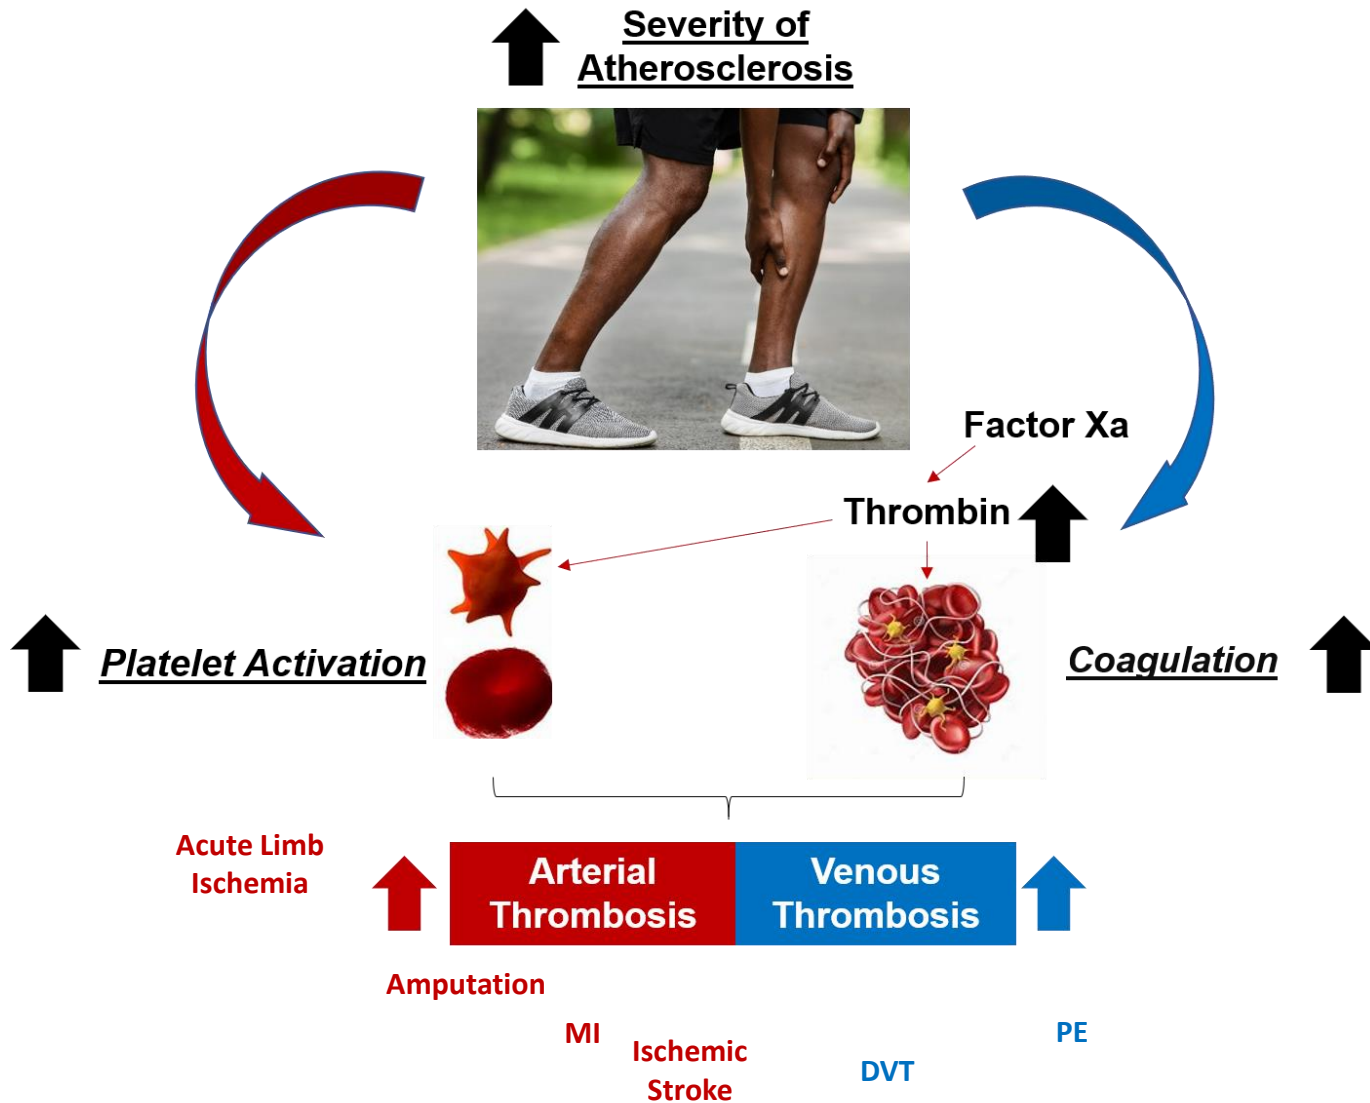 Severity of
Atherosclerosis
Factor Xa
Thrombin
Platelet Activation
Coagulation
Acute Limb
Ischemia
Arterial
Thrombosis
Venous
Thrombosis
Amputation
MI
Ischemic
Stroke
DVT
PE